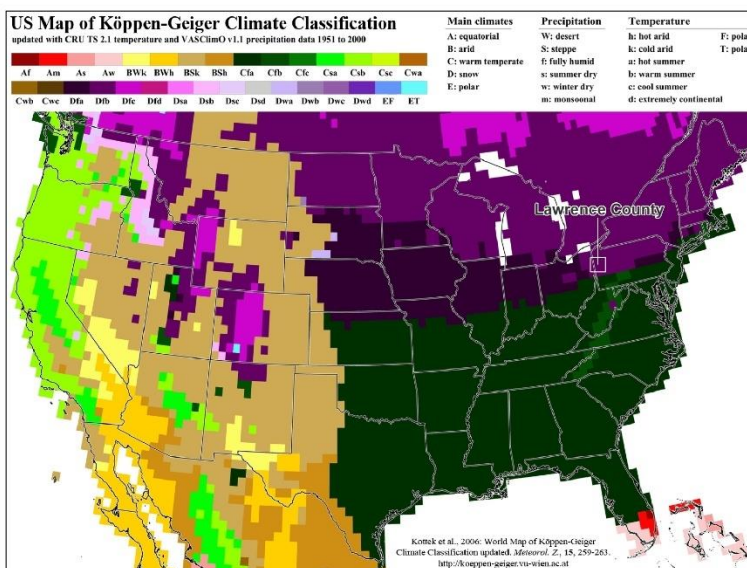 US Map of Köppen-Geiger Climate Classification
updated with CRU TS 2.1 temperature and VASClimO v1.1 precipitation data 1951 to 2000
Af Am As Aw BWk BWh BSk BSh Cfa Cfb Cfc Csa Csb Csc Cwa
Cwb Cwc Dfa Dfb Dfc Dfd Dsa Dsb Dsc Dsd Dwa Dwb Dwc Dwd EF ET
Main climates
A: equatorial
B: arid
C: warm temperate
D: snow
E: polar
Precipitation
W: desert
S: steppe
f: fully humid
s: summer dry
w: winter dry
m: monsoonal
Temperature
h: hot arid
k: cold arid
a: hot summer
b: warm summer
c: cool summer
d: extremely continental
F: pola
T: pola
Lawrence County
Kottek et al., 2006: World Map of Köppen-Geiger
Climate Classification updated. Meteorol. Z., 15, 259-263.
http://koeppen-geiger.vu-wien.ac.at